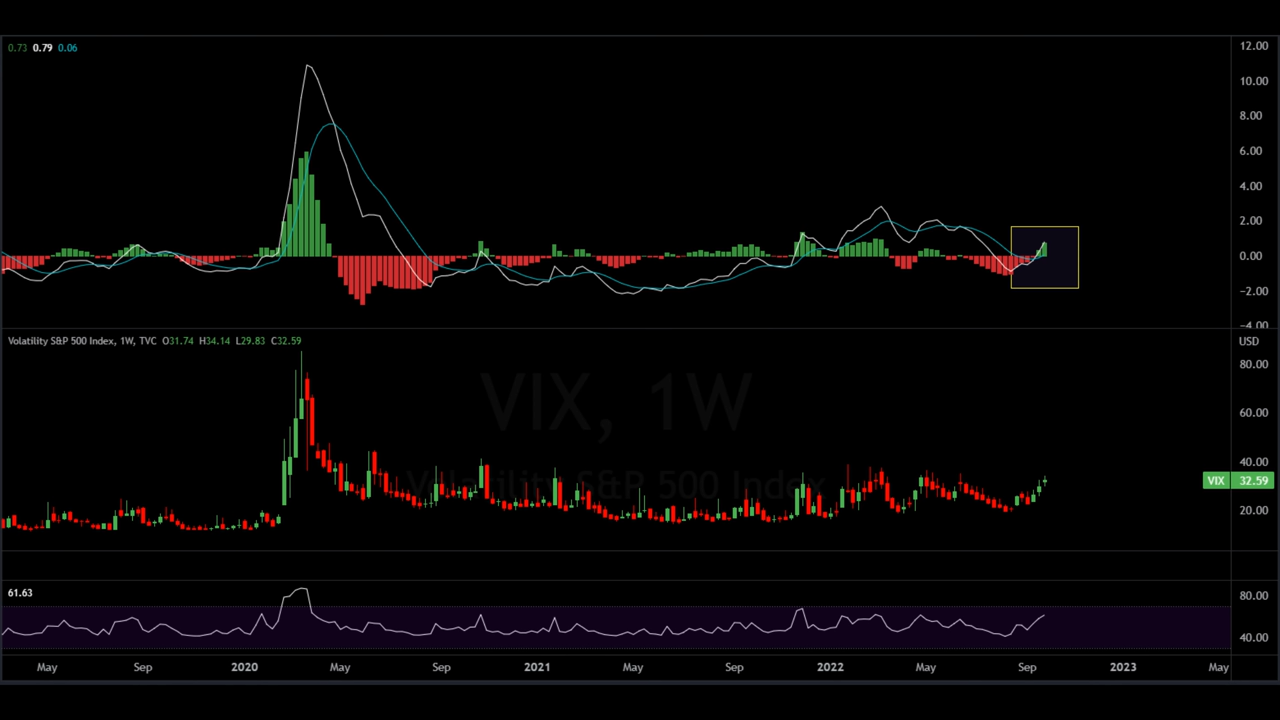 0.73 0.79 0.06
12.00
10.00
8.00
6.00
4.00
2.00
0.00
−2.00
−4.00
Volatility S&P 500 Index, 1W, TVC O31.74 H34.14 L29.83 C32.59
USD
80.00
60.00
VIX, 1W
40.00
Volatility S&P 500 Index
VIX 32.59
20.00
61.63
80.00
40.00
May Sep 2020 May Sep 2021 May Sep 2022 May Sep 2023 May